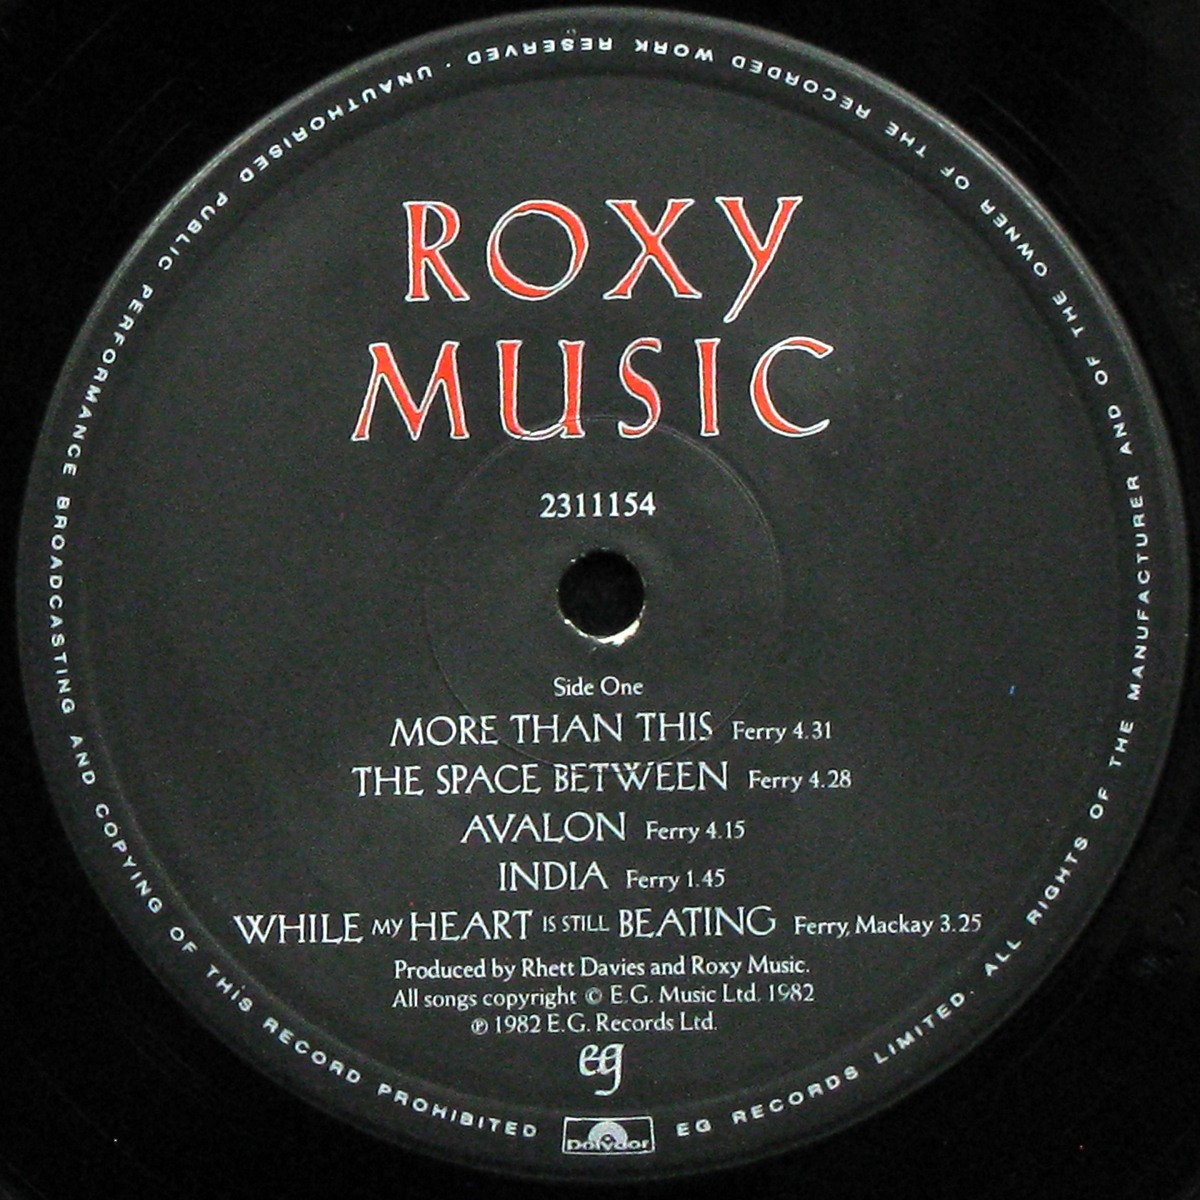 ROXY
MUSIC
2311154
Side One
MORE THAN THIS Ferry 4.31
THE SPACE BETWEEN Ferry 4.28
AVALON Ferry 4.15
INDIA Ferry 1.45
WHILE MY HEART IS STILL BEATING Ferry, Mackay 3.25
Produced by Rhett Davies and Roxy Music.
All songs copyright © E.G. Music Ltd. 1982
℗ 1982 E.G. Records Ltd.
eg
Polydor
EG RECORDS LIMITED. ALL RIGHTS OF THE MANUFACTURER AND OF THE OWNER OF THE RECORDED WORK RESERVED · UNAUTHORISED PUBLIC PERFORMANCE BROADCASTING AND COPYING OF THIS RECORD PROHIBITED